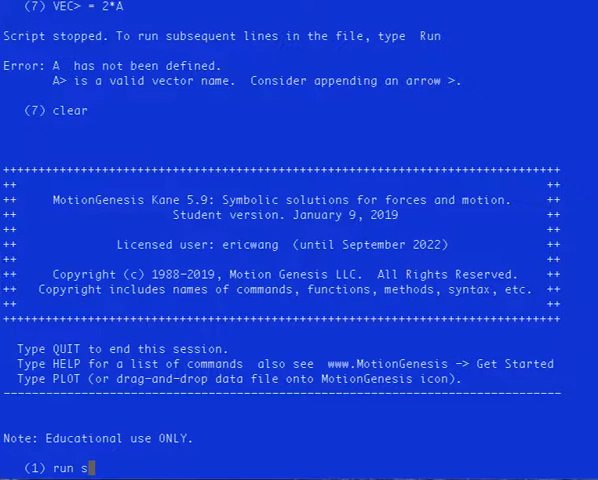 (7) VEC> = 2*A
Script stopped. To run subsequent lines in the file, type Run
Error: A has not been defined.
A> is a valid vector name. Consider appending an arrow >.
(7) clear
++++++++++++++++++++++++++++++++++++++++++++++++++++++++++++++++++++++++++++++
++ ++
++ MotionGenesis Kane 5.9: Symbolic solutions for forces and motion. ++
++ Student version. January 9, 2019 ++
++ ++
++ Licensed user: ericwang (until September 2022) ++
++ ++
++ Copyright (c) 1988-2019, Motion Genesis LLC. All Rights Reserved. ++
++ Copyright includes names of commands, functions, methods, syntax, etc. ++
++ ++
++++++++++++++++++++++++++++++++++++++++++++++++++++++++++++++++++++++++++++++
Type QUIT to end this session.
Type HELP for a list of commands also see www.MotionGenesis -> Get Started
Type PLOT (or drag-and-drop data file onto MotionGenesis icon).
------------------------------------------------------------------------------
Note: Educational use ONLY.
(1) run s